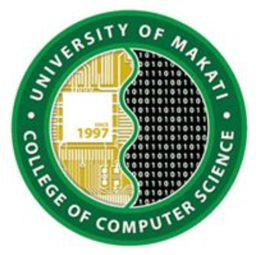 UNIVERSITY OF MAKATI
SINCE
1997
COLLEGE OF COMPUTER SCIENCE